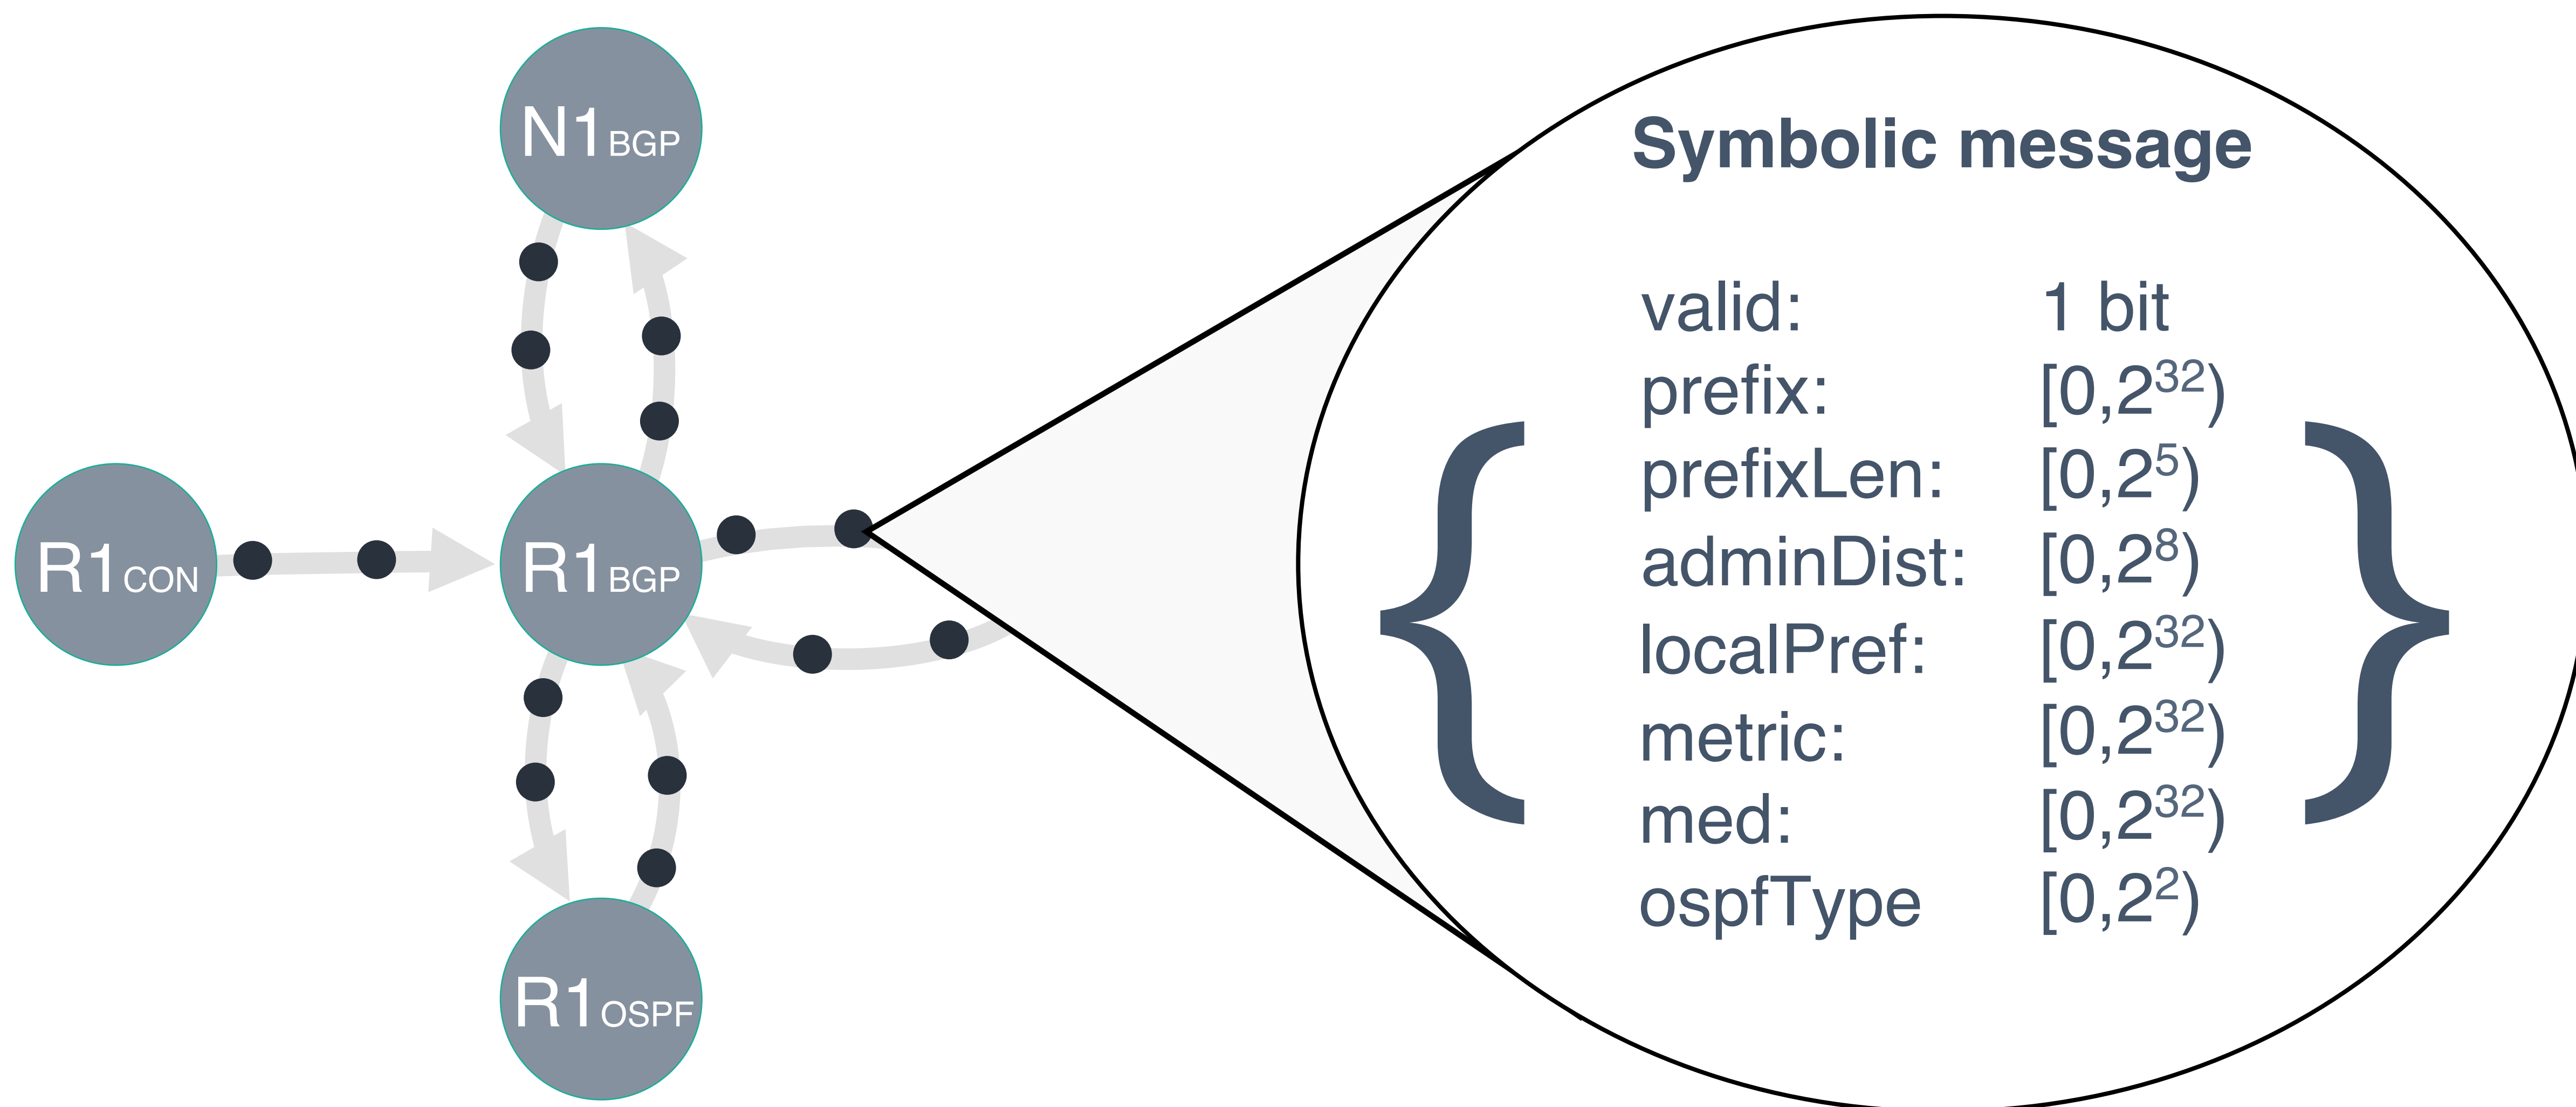 N1BGP
R1CON
R1BGP
R1OSPF
Symbolic message
valid: 1 bit
prefix: [0,2³²)
prefixLen: [0,2⁵)
adminDist: [0,2⁸)
localPref: [0,2³²)
metric: [0,2³²)
med: [0,2³²)
ospfType [0,2²)